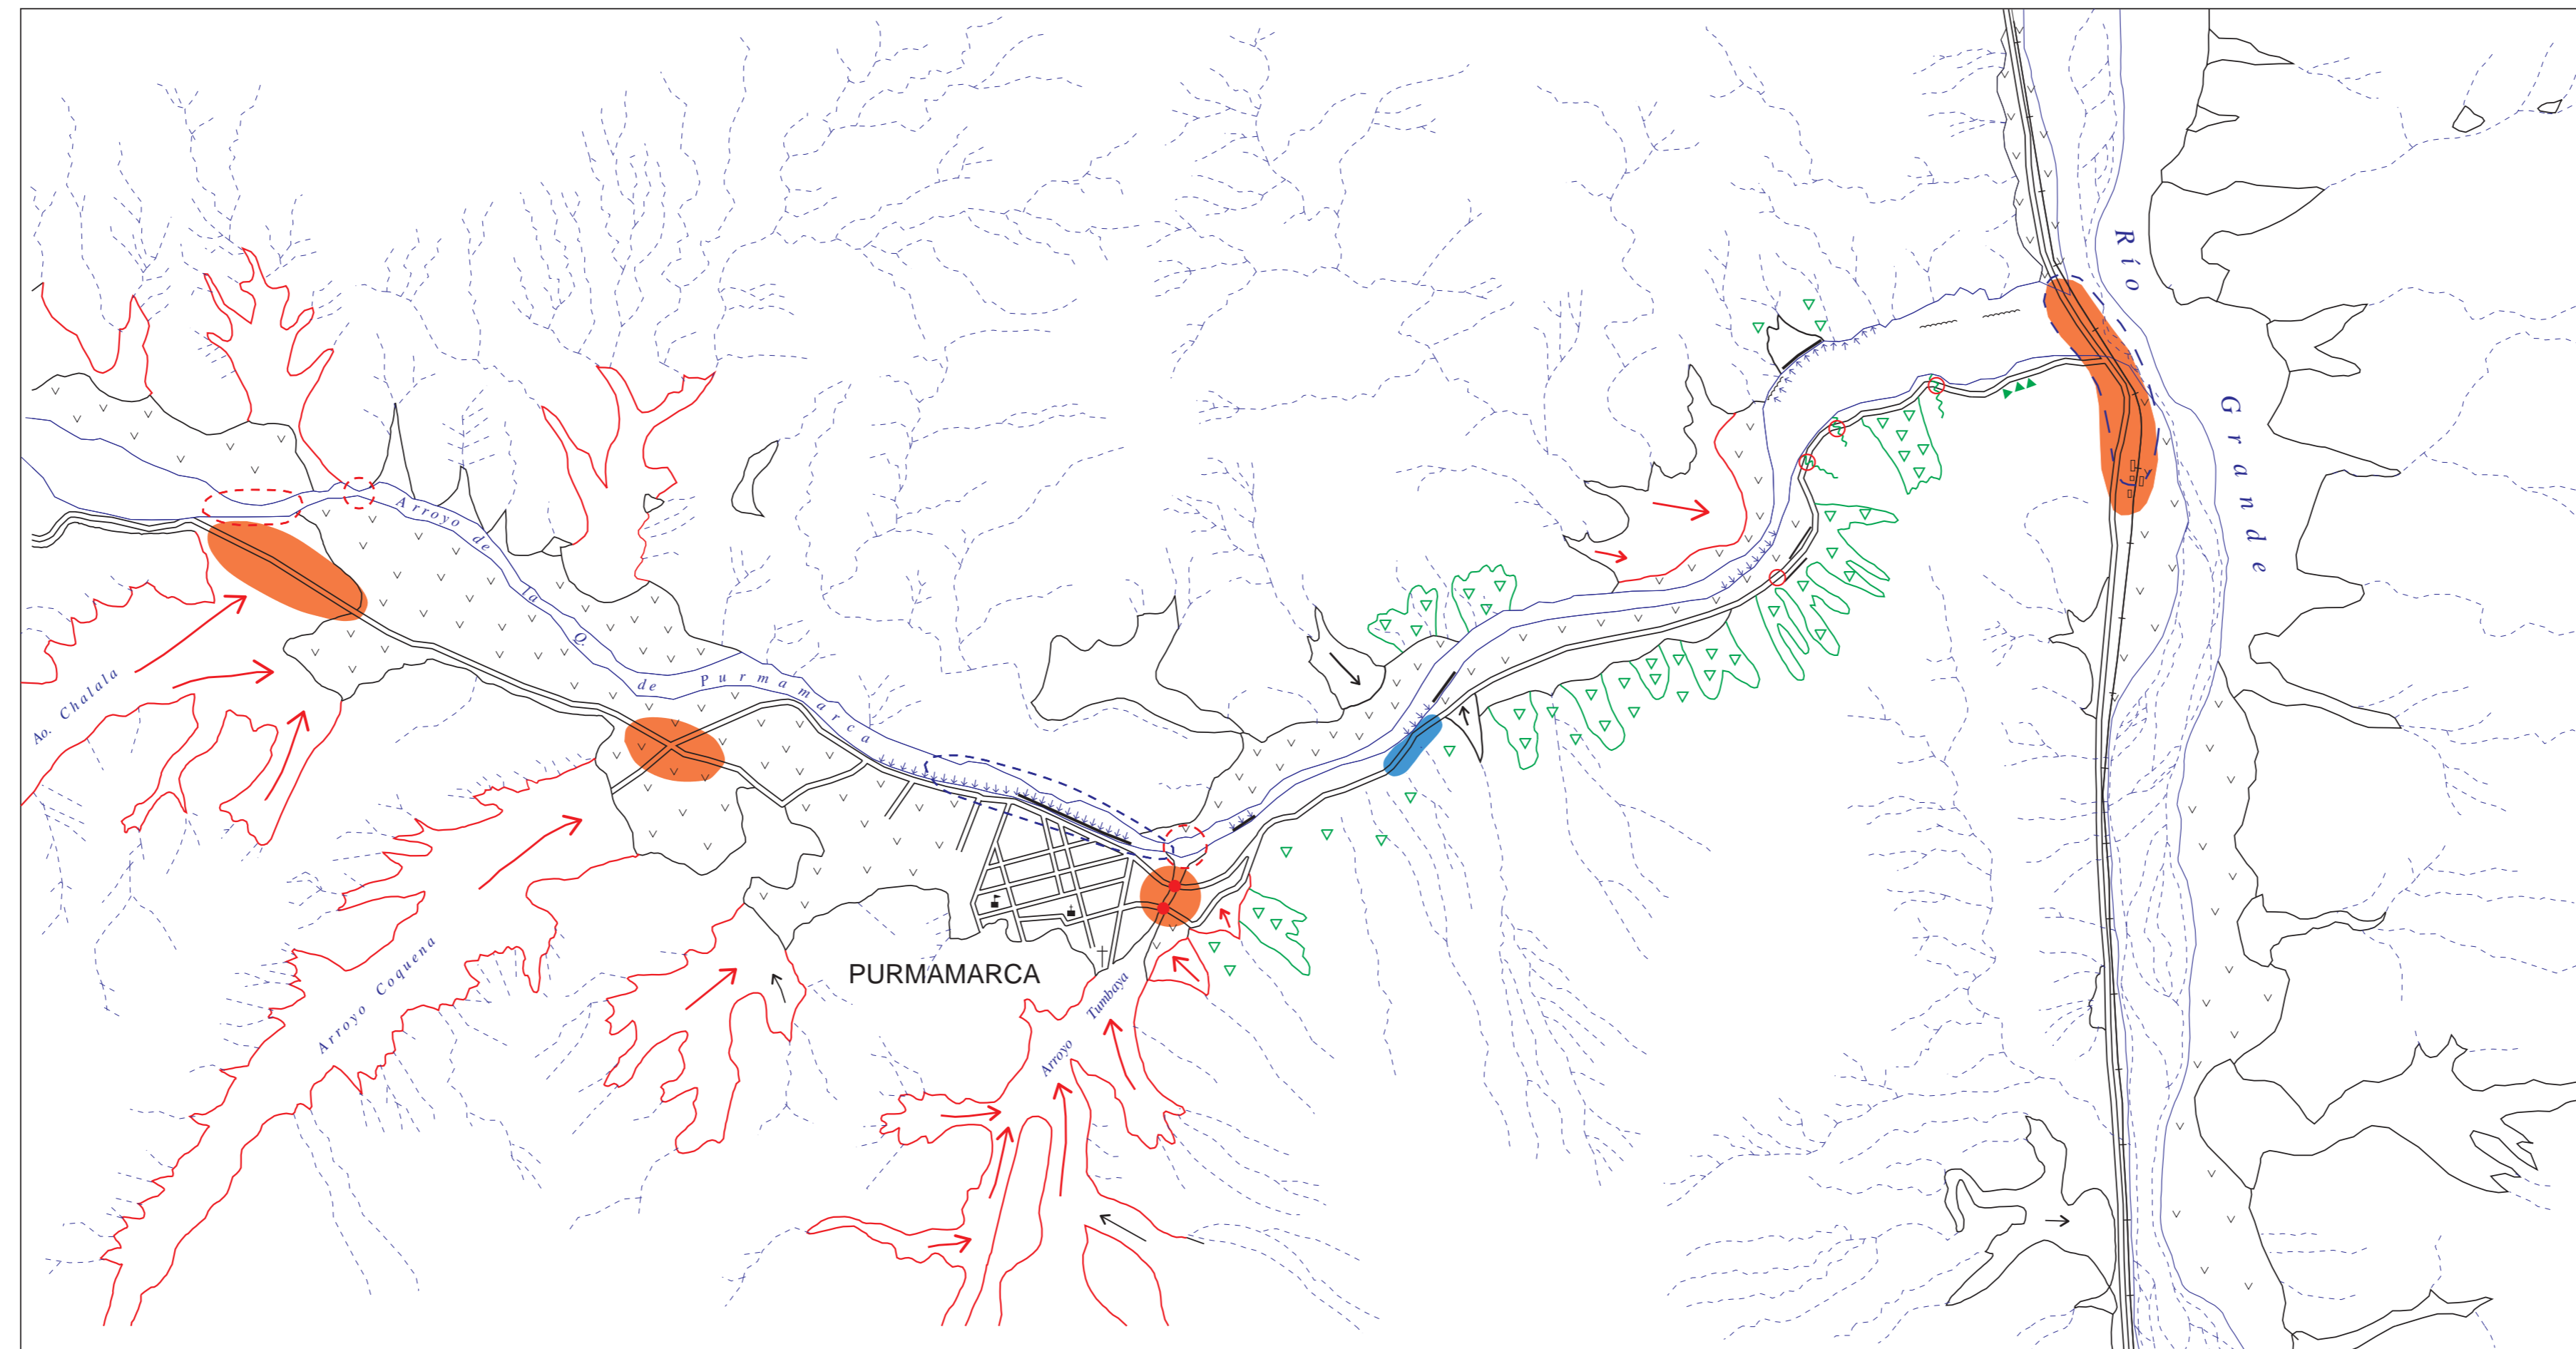 Río
Grande
Arroyo de la Q. de Purmamarca
Ao. Chalala
PURMAMARCA
Arroyo Coquena
Arroyo Tumbaya